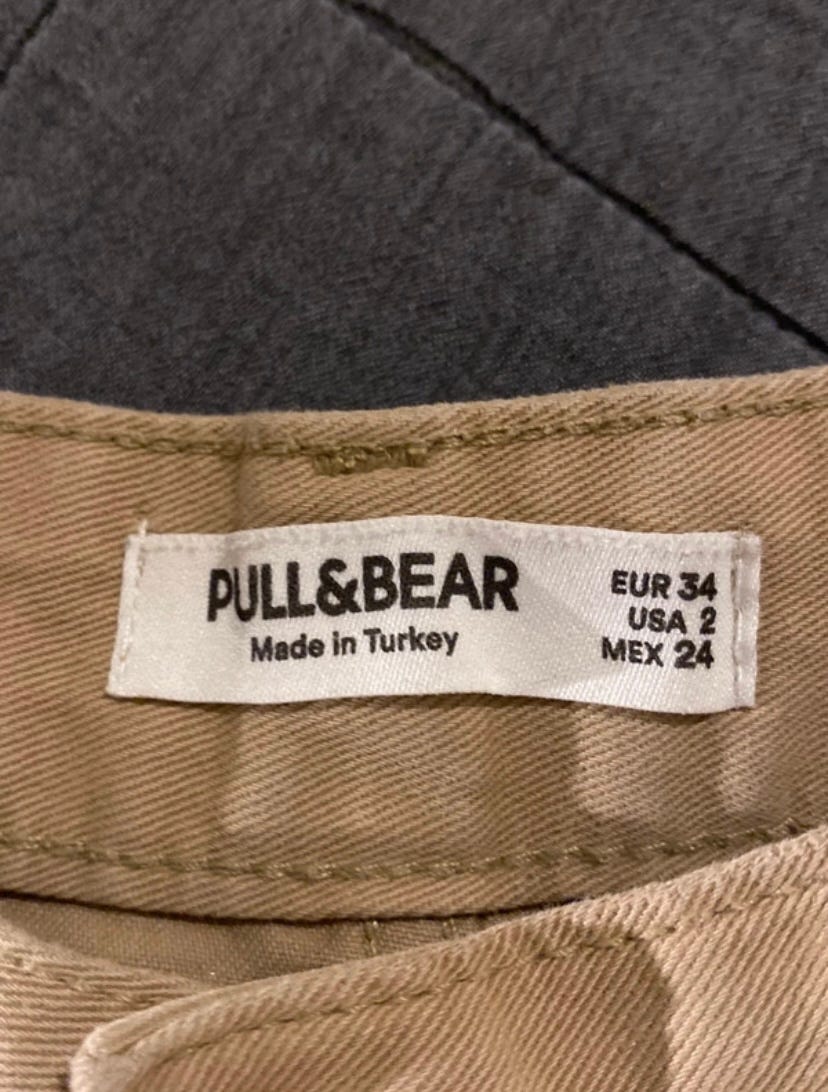 PULL&BEAR
Made in Turkey
EUR 34
USA 2
MEX 24